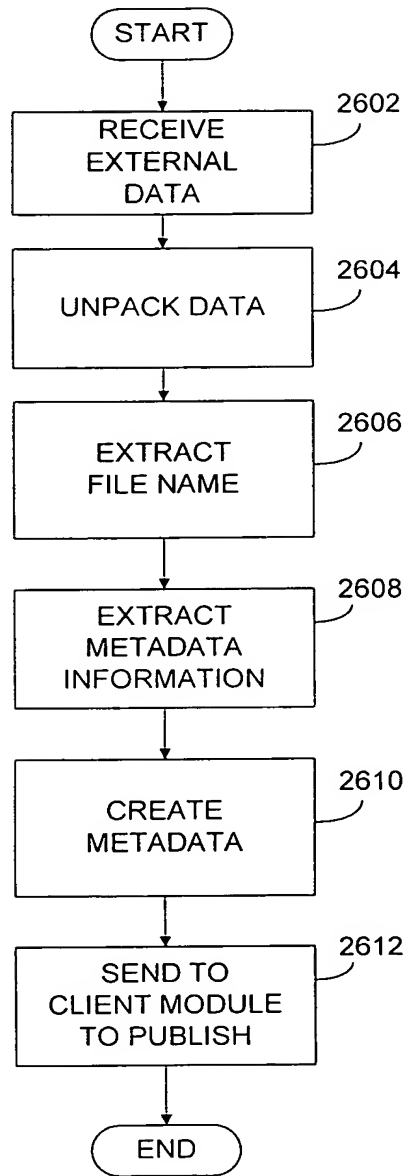 START
2602
RECEIVE
EXTERNAL
DATA
2604
UNPACK DATA
2606
EXTRACT
FILE NAME
2608
EXTRACT
METADATA
INFORMATION
2610
CREATE
METADATA
2612
SEND TO
CLIENT MODULE
TO PUBLISH
END